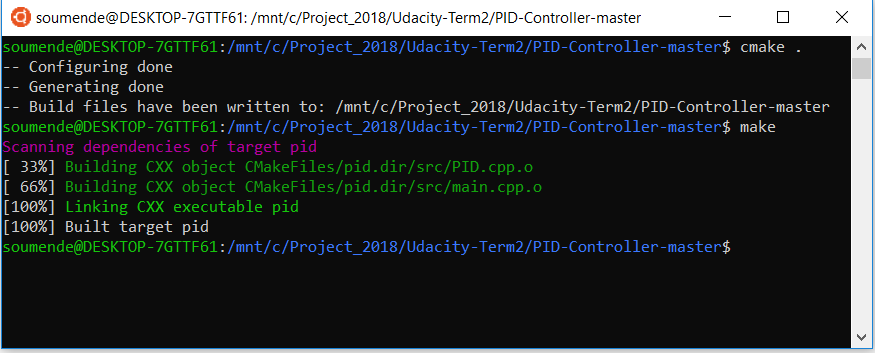 soumende@DESKTOP-7GTTF61: /mnt/c/Project_2018/Udacity-Term2/PID-Controller-master
soumende@DESKTOP-7GTTF61:/mnt/c/Project_2018/Udacity-Term2/PID-Controller-master$ cmake .
-- Configuring done
-- Generating done
-- Build files have been written to: /mnt/c/Project_2018/Udacity-Term2/PID-Controller-master
soumende@DESKTOP-7GTTF61:/mnt/c/Project_2018/Udacity-Term2/PID-Controller-master$ make
Scanning dependencies of target pid
[ 33%] Building CXX object CMakeFiles/pid.dir/src/PID.cpp.o
[ 66%] Building CXX object CMakeFiles/pid.dir/src/main.cpp.o
[100%] Linking CXX executable pid
[100%] Built target pid
soumende@DESKTOP-7GTTF61:/mnt/c/Project_2018/Udacity-Term2/PID-Controller-master$